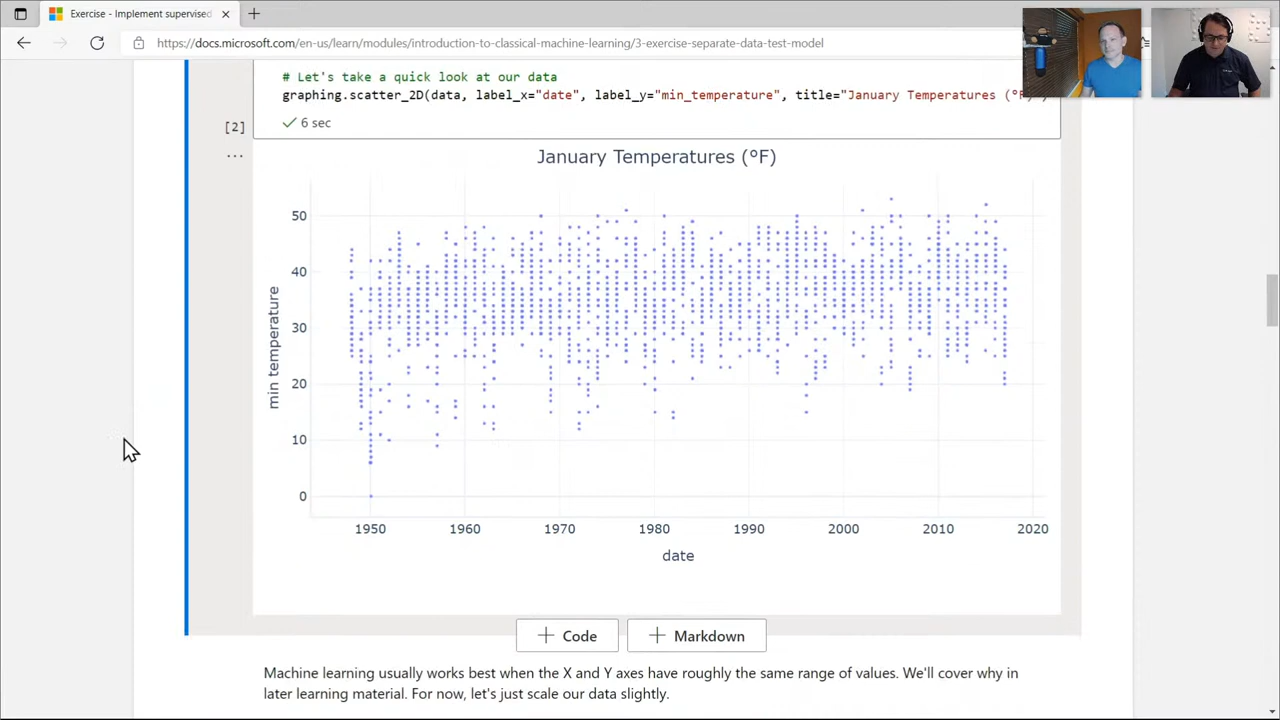 Exercise - Implement supervised
https://docs.microsoft.com/en-us/learn/modules/introduction-to-classical-machine-learning/3-exercise-separate-data-test-model
# Let's take a quick look at our data
graphing.scatter_2D(data, label_x="date", label_y="min_temperature", title="January Temperatures (°F)
[2]
6 sec
January Temperatures (°F)
50
40
30
20
10
0
min temperature
1950 1960 1970 1980 1990 2000 2010 2020
date
Code Markdown
Machine learning usually works best when the X and Y axes have roughly the same range of values. We'll cover why in
later learning material. For now, let's just scale our data slightly.